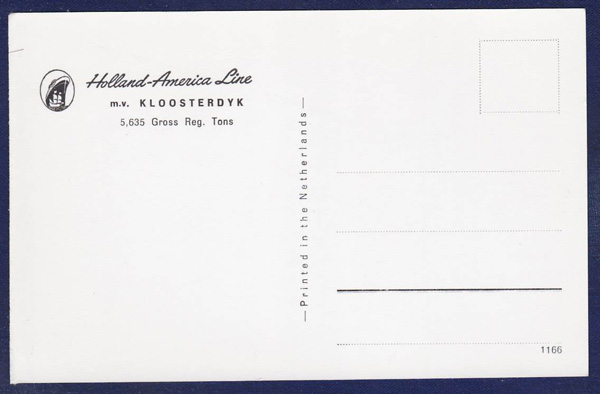 Holland-America Line
m.v. KLOOSTERDYK
5,635 Gross Reg. Tons
—Printed in the Netherlands—
1166